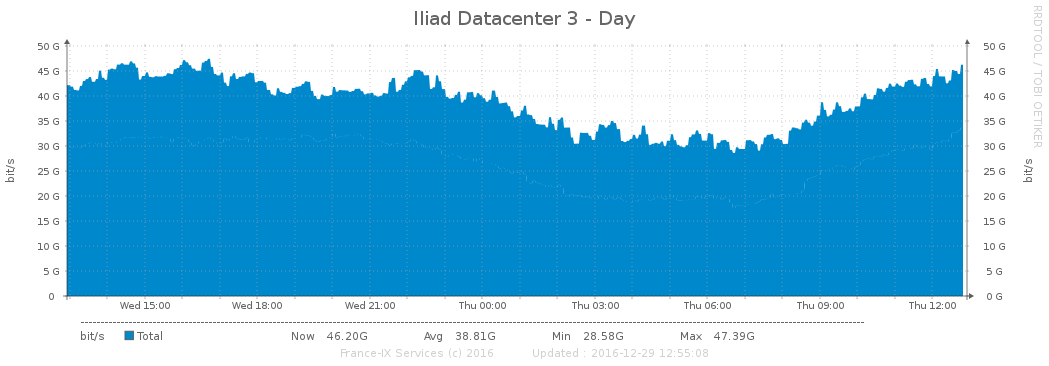 Iliad Datacenter 3 - Day
RRDTOOL / TOBI OETIKER
bit/s
50 G
45 G
40 G
35 G
30 G
25 G
20 G
15 G
10 G
5 G
0
50 G
45 G
40 G
35 G
30 G
25 G
20 G
15 G
10 G
5 G
0 G
bit/s
Wed 15:00 Wed 18:00 Wed 21:00 Thu 00:00 Thu 03:00 Thu 06:00 Thu 09:00 Thu 12:00
bit/s Total Now 46.20G Avg 38.81G Min 28.58G Max 47.39G
France-IX Services (c) 2016 Updated : 2016-12-29 12:55:08